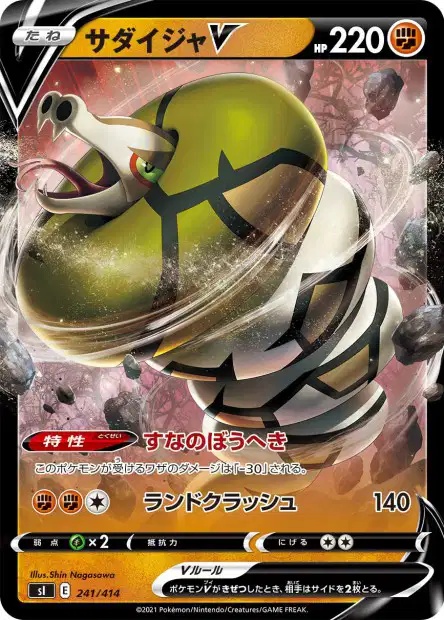 たね サダイジャV HP220
特性 とくせい すなのぼうへき
このポケモンが受けるワザのダメージは「-30」される。
ランドクラッシュ 140
弱点 ×2 抵抗力 にげる
Illus.Shin Nagasawa
Vルール
ポケモンVがきぜつしたとき、相手はサイドを2枚とる。
sI E 241/414
©2021 Pokémon/Nintendo/Creatures/GAME FREAK.